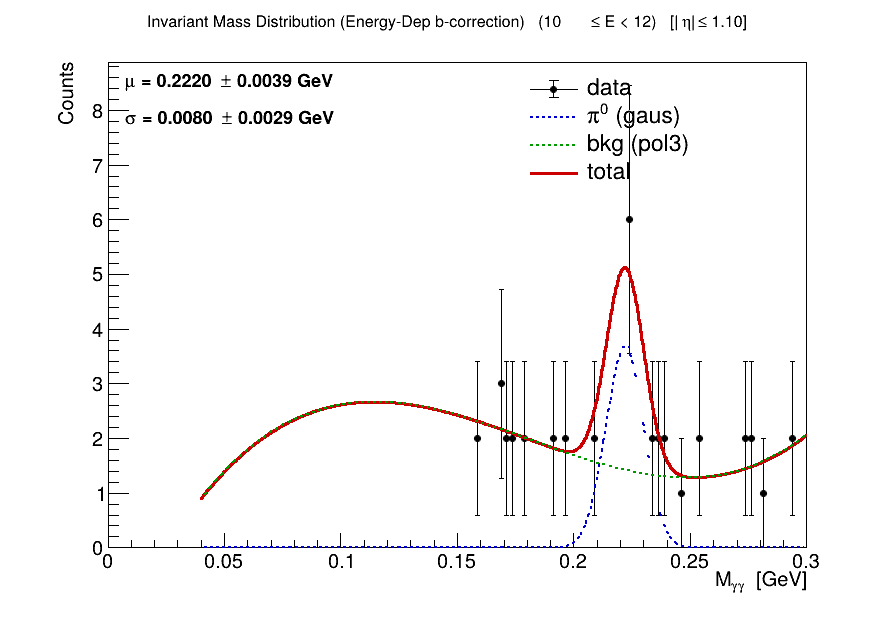 Invariant Mass Distribution (Energy-Dep b-correction) (10 ≤ E < 12) [| η|≤ 1.10]
μ = 0.2220 ± 0.0039 GeV
σ = 0.0080 ± 0.0029 GeV
data
π⁰ (gaus)
bkg (pol3)
total
Counts
8
7
6
5
4
3
2
1
0
0 0.05 0.1 0.15 0.2 0.25 0.3
Mγγ [GeV]